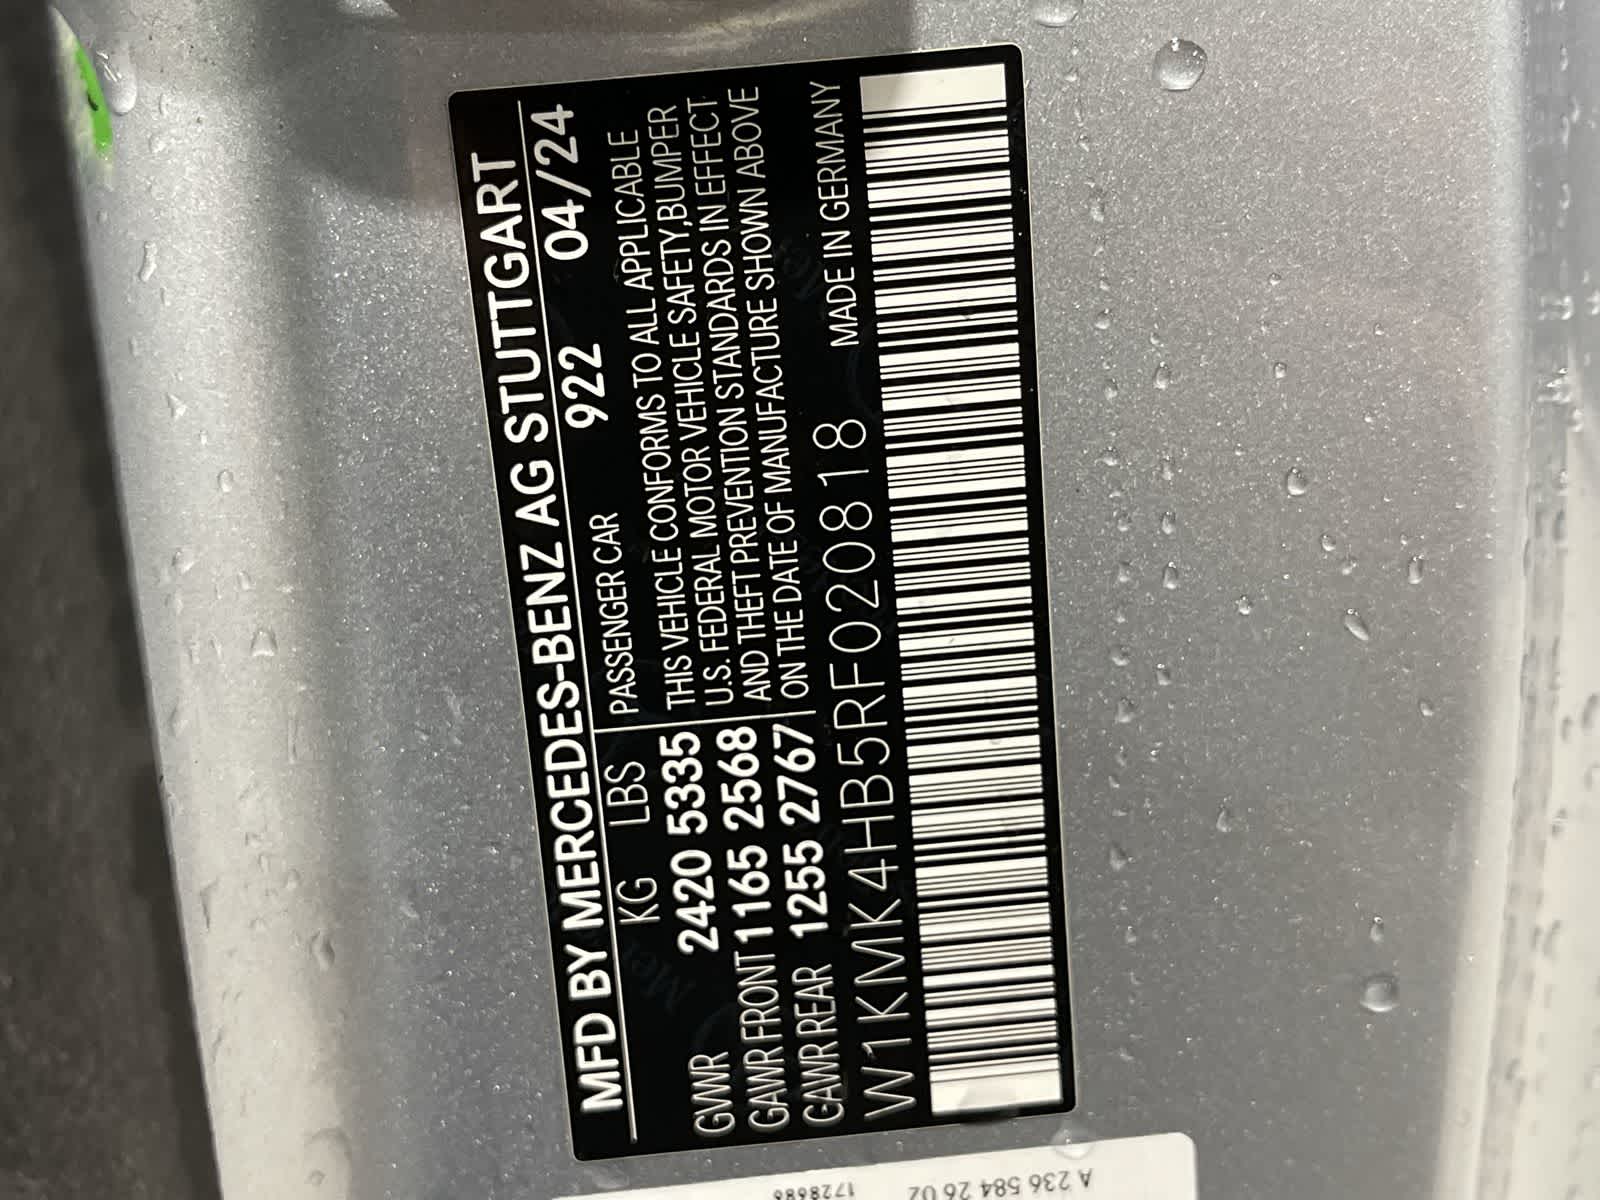 MFD BY MERCEDES-BENZ AG STUTTGART
KG LBS 922 04/24
GVWR 2420 5335
GAWR FRONT 1165 2568
GAWR REAR 1255 2767
PASSENGER CAR
THIS VEHICLE CONFORMS TO ALL APPLICABLE
U.S. FEDERAL MOTOR VEHICLE SAFETY,BUMPER
AND THEFT PREVENTION STANDARDS IN EFFECT
ON THE DATE OF MANUFACTURE SHOWN ABOVE
MADE IN GERMANY
W1KMK4HB5RF020818
A 236 584 26 02
1728686